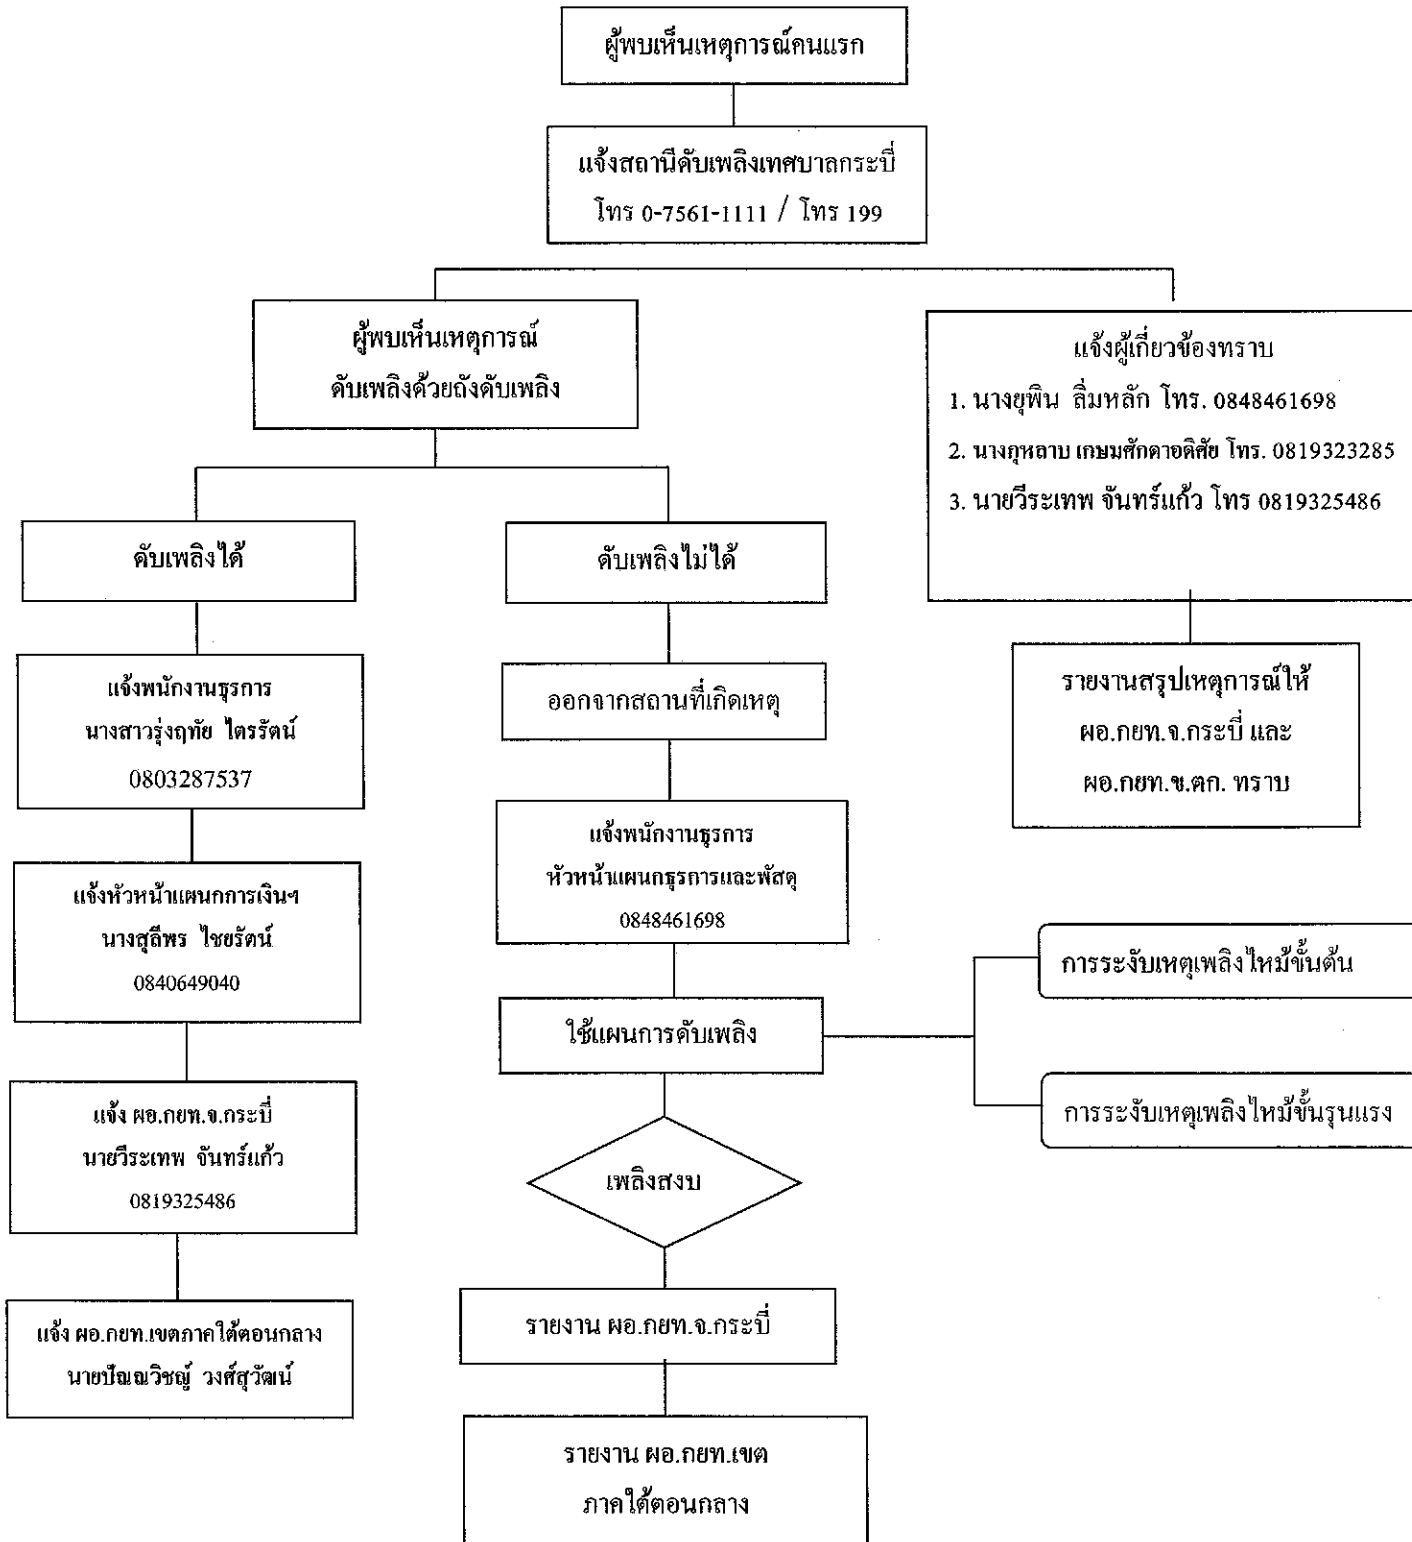 ผู้พบเห็นเหตุการณ์คนแรก
แจ้งสถานีดับเพลิงเทศบาลกระบี่
โทร 0-7561-1111 / โทร 199
ผู้พบเห็นเหตุการณ์
ดับเพลิงด้วยถังดับเพลิง
แจ้งผู้เกี่ยวข้องทราบ
1. นางยุพิน ลิ่มหลัก โทร. 0848461698
2. นางกุหลาบ เกษมศักดาอดิศัย โทร. 0819323285
3. นายวีระเทพ จันทร์แก้ว โทร 0819325486
ดับเพลิงได้
ดับเพลิงไม่ได้
แจ้งพนักงานธุรการ
นางสาวรุ่งฤทัย ไตรรัตน์
0803287537
ออกจากสถานที่เกิดเหตุ
รายงานสรุปเหตุการณ์ให้
ผอ.กยท.จ.กระบี่ และ
ผอ.กยท.ข.ตก. ทราบ
แจ้งพนักงานธุรการ
หัวหน้าแผนกธุรการและพัสดุ
0848461698
แจ้งหัวหน้าแผนกการเงินฯ
นางสุลีพร ไชยรัตน์
0840649040
ใช้แผนการดับเพลิง
การระงับเหตุเพลิงไหม้ขั้นต้น
การระงับเหตุเพลิงไหม้ขั้นรุนแรง
แจ้ง ผอ.กยท.จ.กระบี่
นายวีระเทพ จันทร์แก้ว
0819325486
เพลิงสงบ
แจ้ง ผอ.กยท.เขตภาคใต้ตอนกลาง
นายปัณณวิชญ์ วงศ์สุวัฒน์
รายงาน ผอ.กยท.จ.กระบี่
รายงาน ผอ.กยท.เขต
ภาคใต้ตอนกลาง